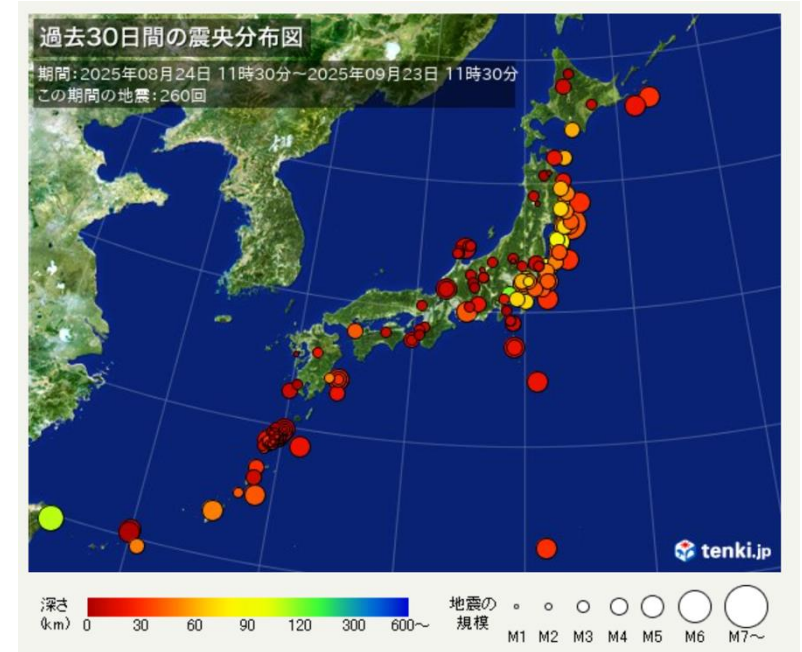 過去30日間の震央分布図
期間：2025年08月24日 11時30分～2025年09月23日 11時30分
この期間の地震：260回
tenki.jp
深さ
(km)
0 30 60 90 120 300 600～
地震の
規模
M1 M2 M3 M4 M5 M6 M7～